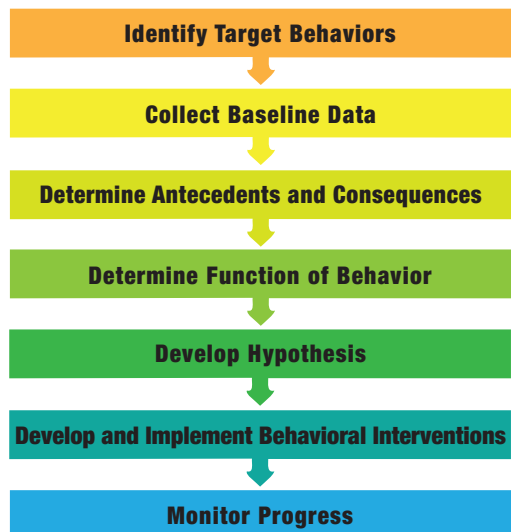 Identify Target Behaviors
Collect Baseline Data
Determine Antecedents and Consequences
Determine Function of Behavior
Develop Hypothesis
Develop and Implement Behavioral Interventions
Monitor Progress